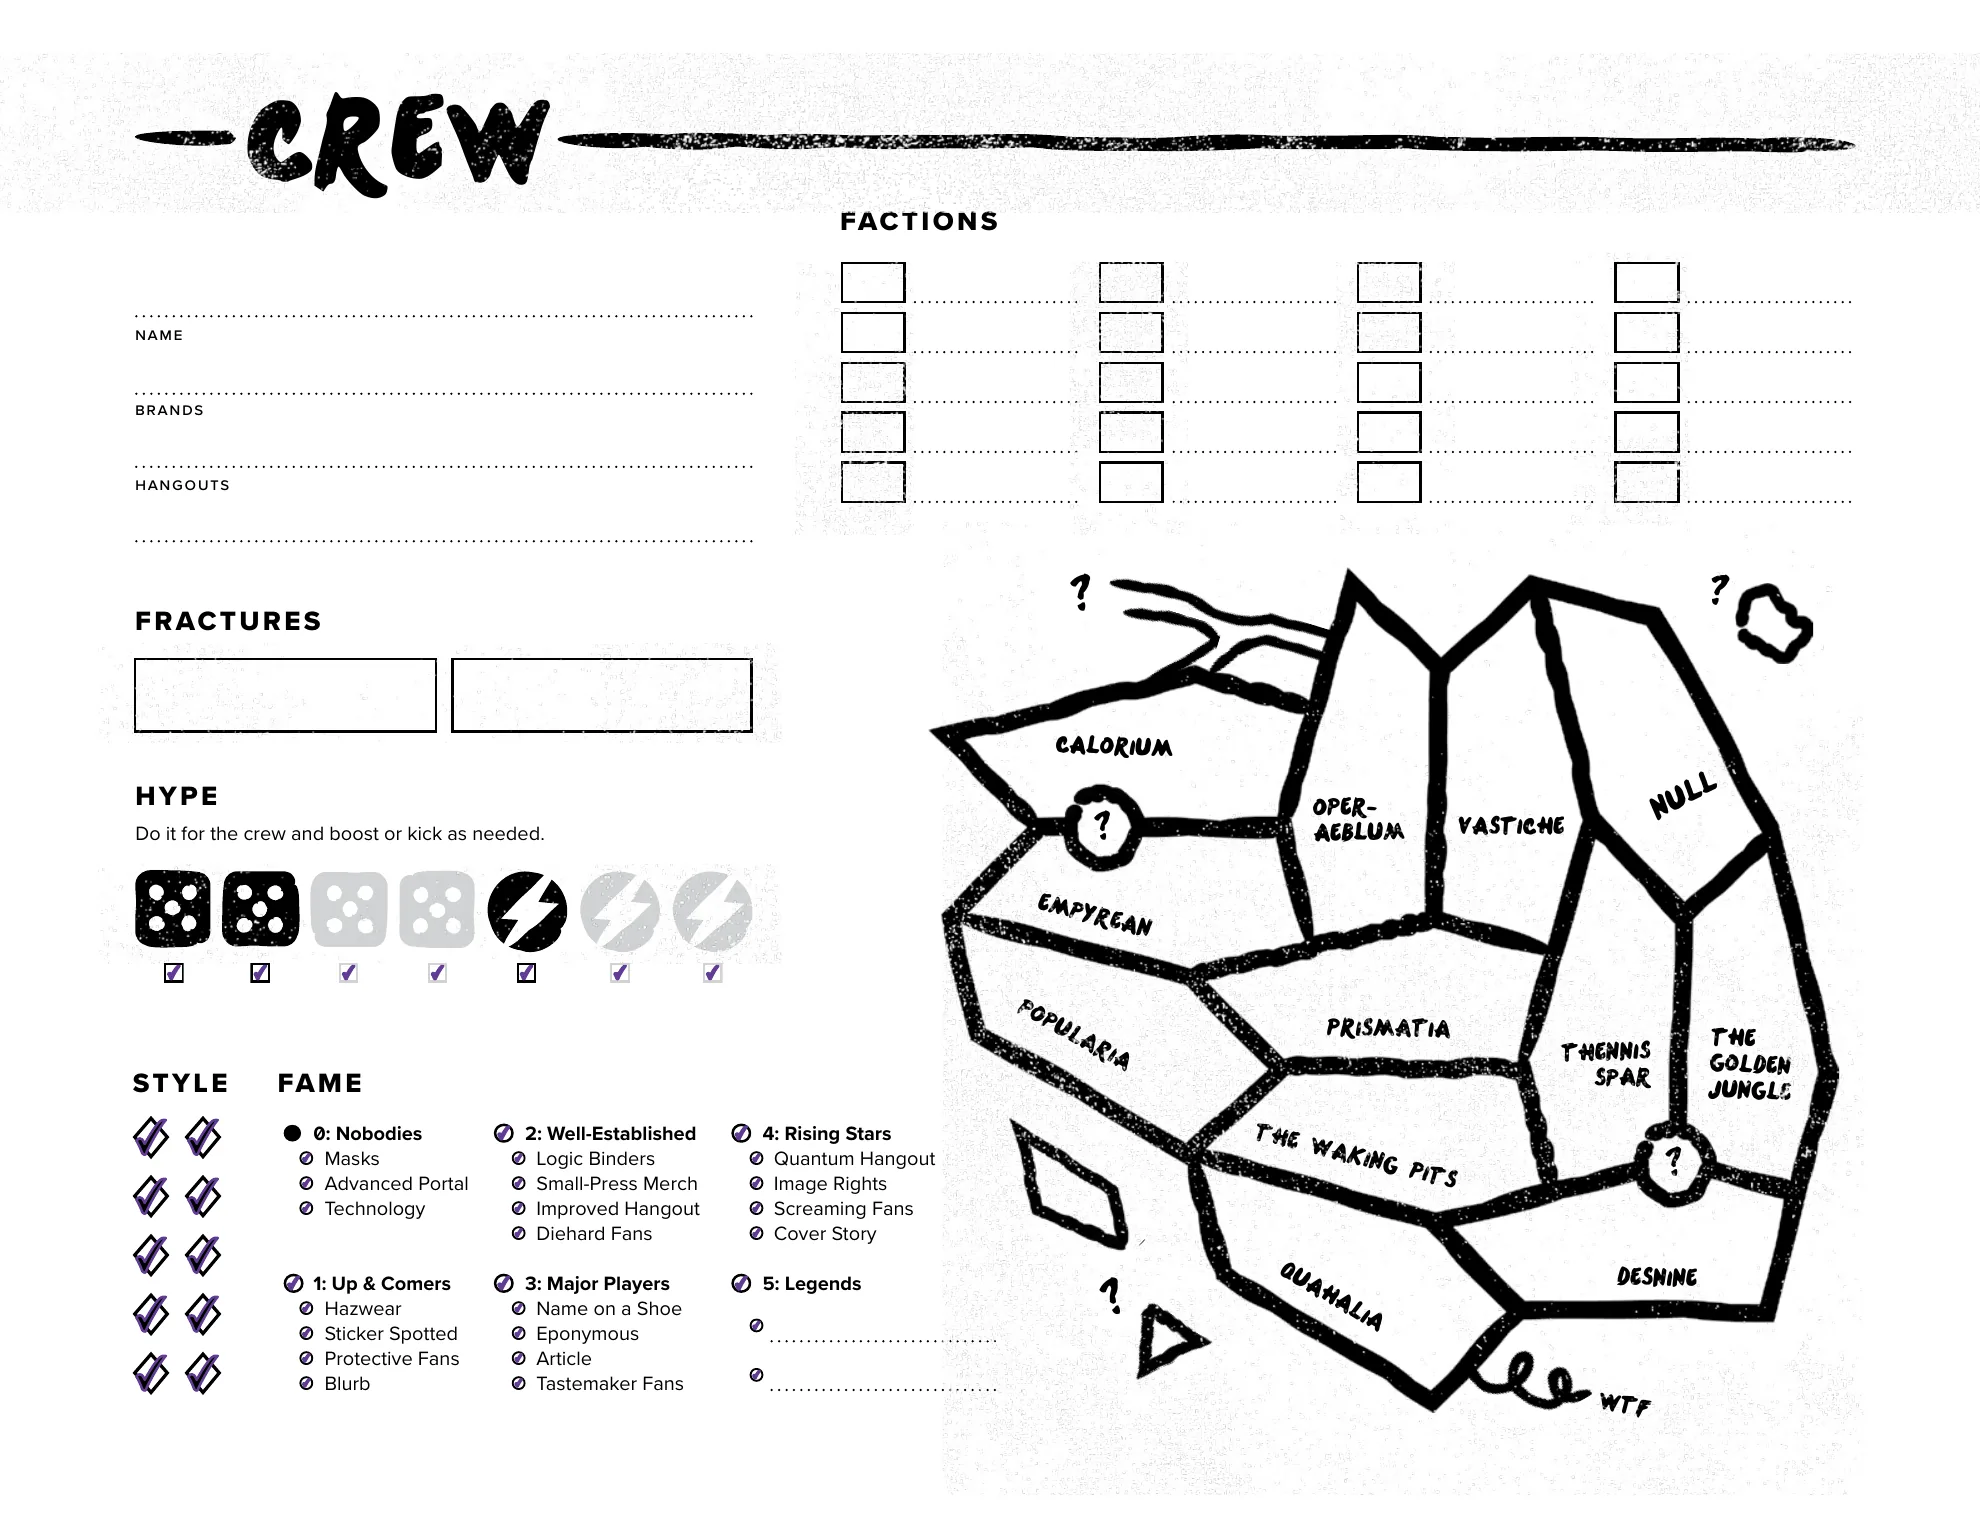 CREW
FACTIONS
NAME
BRANDS
HANGOUTS
FRACTURES
HYPE
Do it for the crew and boost or kick as needed.
STYLE
FAME
0: Nobodies
Masks
Advanced Portal
Technology
1: Up & Comers
Hazwear
Sticker Spotted
Protective Fans
Blurb
2: Well-Established
Logic Binders
Small-Press Merch
Improved Hangout
Diehard Fans
3: Major Players
Name on a Shoe
Eponymous
Article
Tastemaker Fans
4: Rising Stars
Quantum Hangout
Image Rights
Screaming Fans
Cover Story
5: Legends
?
?
CALORIUM
?
OPER-
AEBLUM
VASTICHE
NULL
EMPYREAN
POPULARIA
PRISMATIA
THENNIS
SPAR
THE
GOLDEN
JUNGLE
THE WAKING PITS
?
QUAHALIA
DESNINE
?
WTF